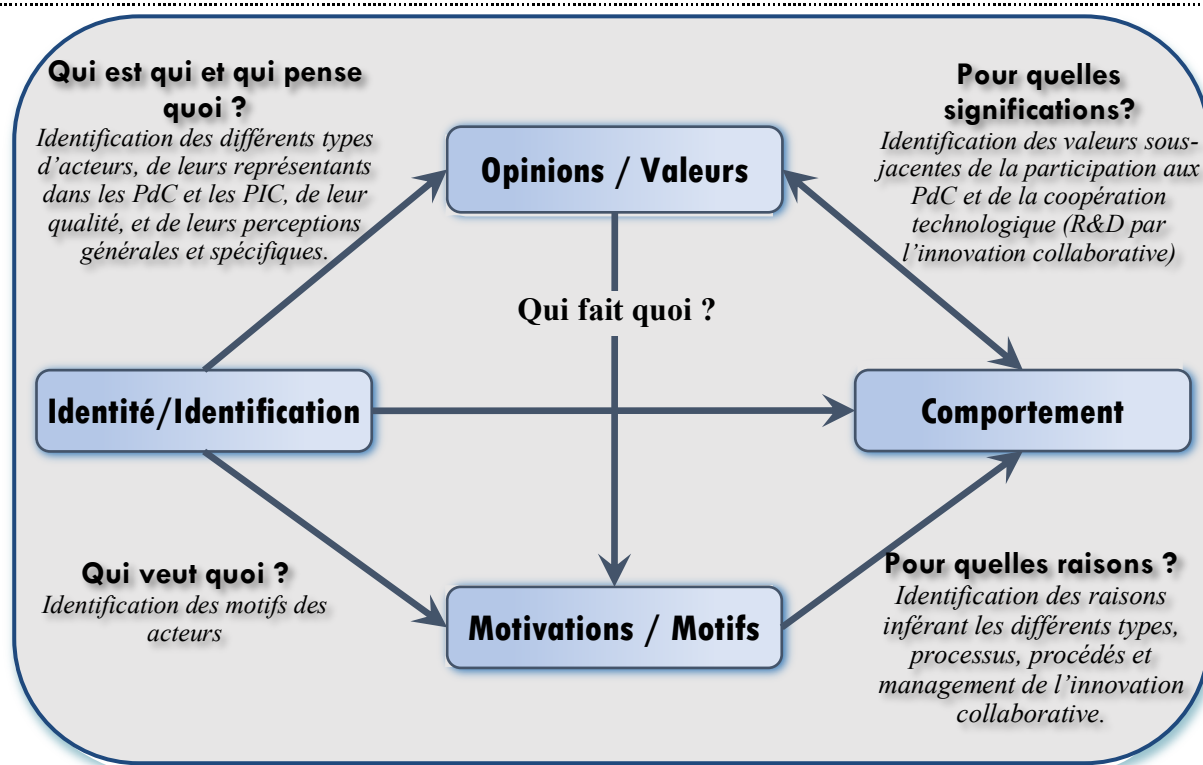 Qui est qui et qui pense
quoi ?
Identification des différents types
d’acteurs, de leurs représentants
dans les PdC et les PIC, de leur
qualité, et de leurs perceptions
générales et spécifiques.
Opinions / Valeurs
Pour quelles
significations?
Identification des valeurs sous-
jacentes de la participation aux
PdC et de la coopération
technologique (R&D par
l’innovation collaborative)
Qui fait quoi ?
Identité/Identification
Comportement
Qui veut quoi ?
Identification des motifs des
acteurs
Motivations / Motifs
Pour quelles raisons ?
Identification des raisons
inférant les différents types,
processus, procédés et
management de l’innovation
collaborative.